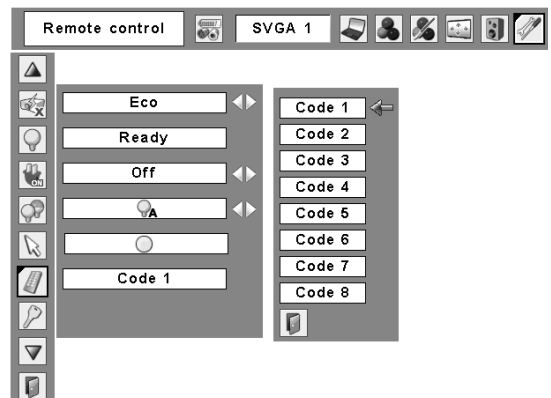 Remote control
SVGA 1
x
ON
Eco
Ready
Off
A
Code 1
Code 1
Code 2
Code 3
Code 4
Code 5
Code 6
Code 7
Code 8